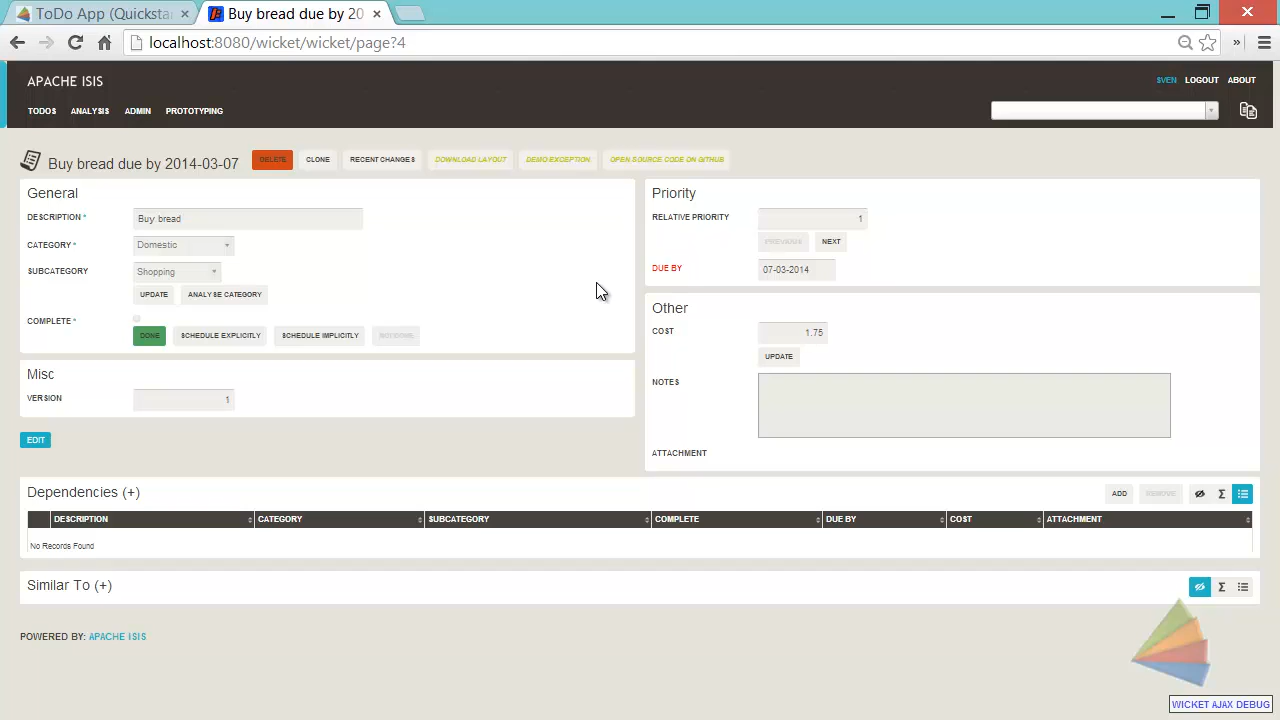 ToDo App (Quickstar
Buy bread due by 20
localhost:8080/wicket/wicket/page?4
APACHE ISIS
SVEN LOGOUT ABOUT
TODOS ANALYSIS ADMIN PROTOTYPING
Buy bread due by 2014-03-07
DELETE CLONE RECENT CHANGES DOWNLOAD LAYOUT DEMO EXCEPTION OPEN SOURCE CODE ON GITHUB
General
DESCRIPTION * Buy bread
CATEGORY * Domestic
SUBCATEGORY Shopping
UPDATE ANALYSE CATEGORY
COMPLETE *
DONE SCHEDULE EXPLICITLY SCHEDULE IMPLICITLY NOT DONE
Misc
VERSION 1
EDIT
Priority
RELATIVE PRIORITY 1
PREVIOUS NEXT
DUE BY 07-03-2014
Other
COST 1.75
UPDATE
NOTES
ATTACHMENT
Dependencies (+)
ADD REMOVE Σ
DESCRIPTION CATEGORY SUBCATEGORY COMPLETE DUE BY COST ATTACHMENT
No Records Found
Similar To (+)
Σ
POWERED BY: APACHE ISIS
WICKET AJAX DEBUG